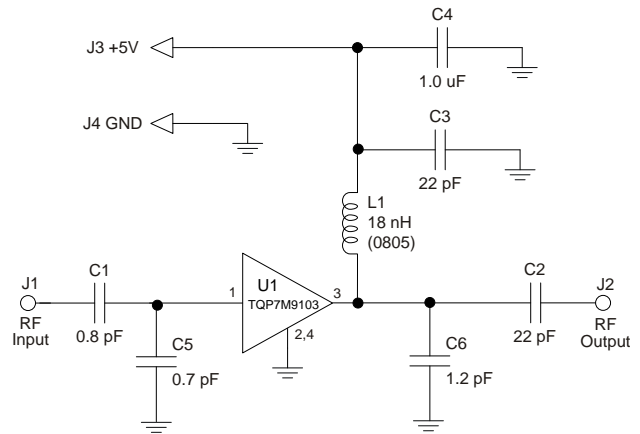 C4
J3 +5V
1.0 uF
J4 GND
C3
22 pF
L1
18 nH
(0805)
J1
C1
U1
TQP7M9103
1
3
C2
J2
RF
Input
0.8 pF
2,4
22 pF
RF
Output
C5
0.7 pF
C6
1.2 pF